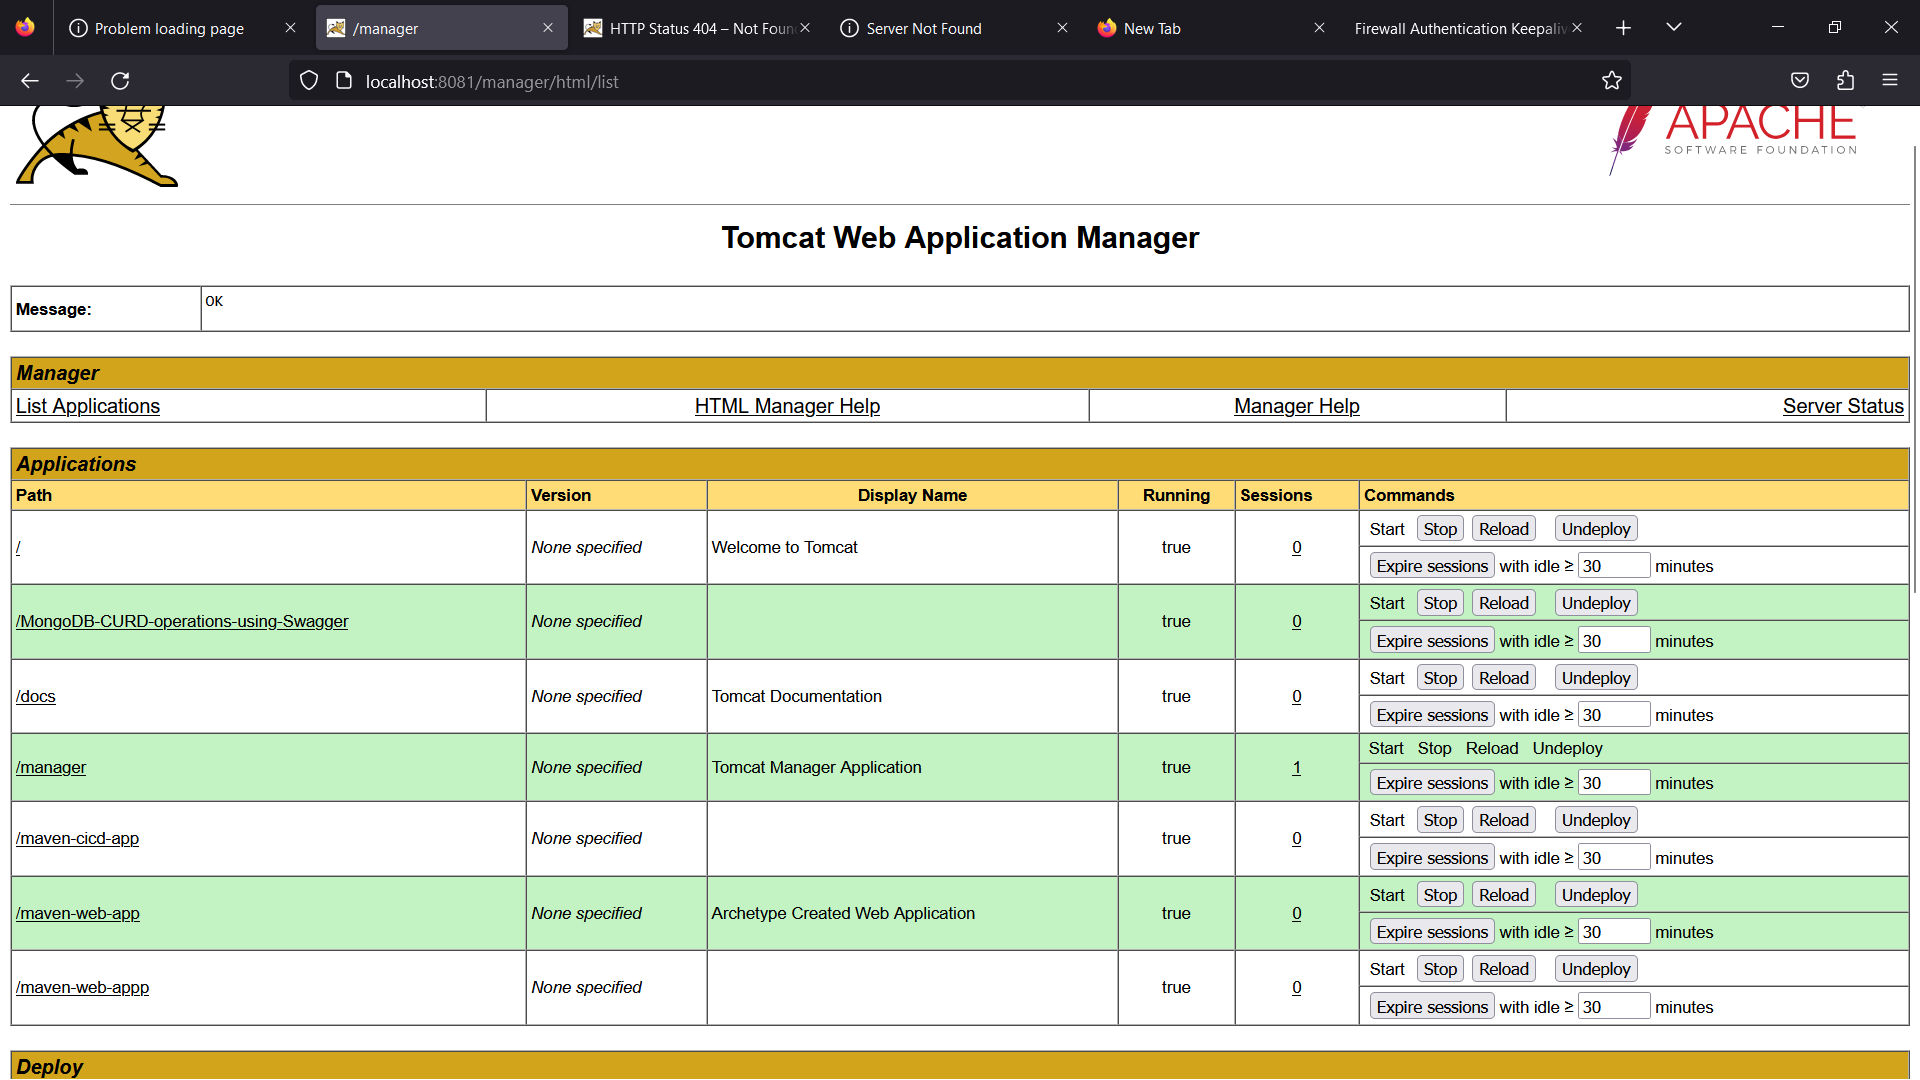 Problem loading page
/manager
HTTP Status 404 – Not Foun
Server Not Found
New Tab
Firewall Authentication Keepaliv
localhost:8081/manager/html/list
APACHE
SOFTWARE FOUNDATION
Tomcat Web Application Manager
Message: OK
Manager
List Applications HTML Manager Help Manager Help Server Status
Applications
Path Version Display Name Running Sessions Commands
/ None specified Welcome to Tomcat true 0 Start Stop Reload Undeploy
Expire sessions with idle ≥ 30 minutes
/MongoDB-CURD-operations-using-Swagger None specified true 0 Start Stop Reload Undeploy
Expire sessions with idle ≥ 30 minutes
/docs None specified Tomcat Documentation true 0 Start Stop Reload Undeploy
Expire sessions with idle ≥ 30 minutes
/manager None specified Tomcat Manager Application true 1 Start Stop Reload Undeploy
Expire sessions with idle ≥ 30 minutes
/maven-cicd-app None specified true 0 Start Stop Reload Undeploy
Expire sessions with idle ≥ 30 minutes
/maven-web-app None specified Archetype Created Web Application true 0 Start Stop Reload Undeploy
Expire sessions with idle ≥ 30 minutes
/maven-web-appp None specified true 0 Start Stop Reload Undeploy
Expire sessions with idle ≥ 30 minutes
Deploy